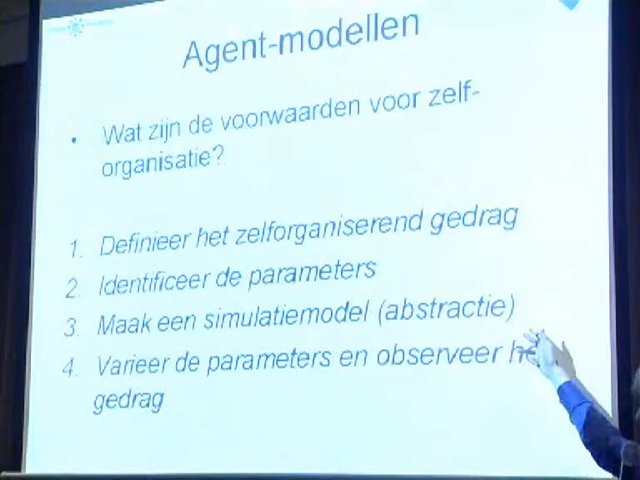 Agent-modellen
• Wat zijn de voorwaarden voor zelf-
organisatie?
1. Definieer het zelforganiserend gedrag
2. Identificeer de parameters
3. Maak een simulatiemodel (abstractie)
4. Varieer de parameters en observeer
gedrag